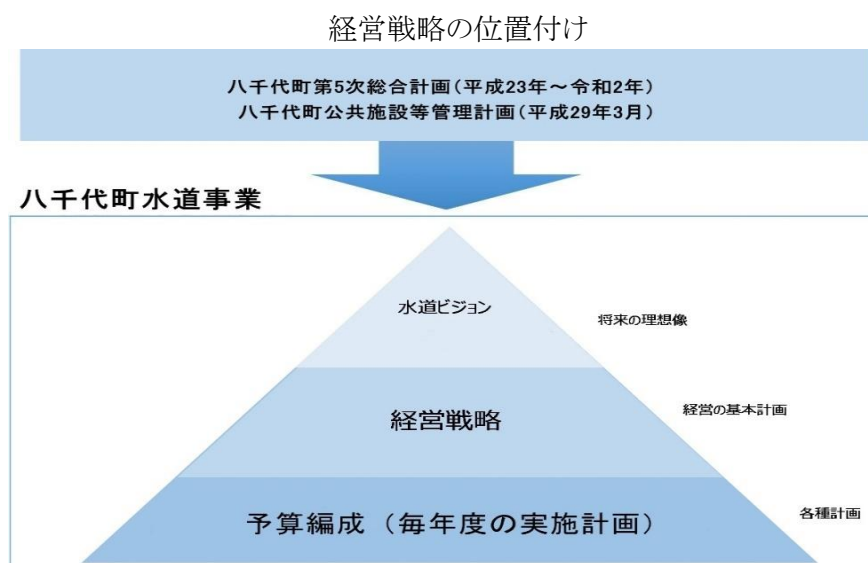 経営戦略の位置付け
八千代町第5次総合計画(平成23年～令和2年)
八千代町公共施設等管理計画(平成29年3月)
八千代町水道事業
水道ビジョン
将来の理想像
経営戦略
経営の基本計画
予算編成（毎年度の実施計画）
各種計画